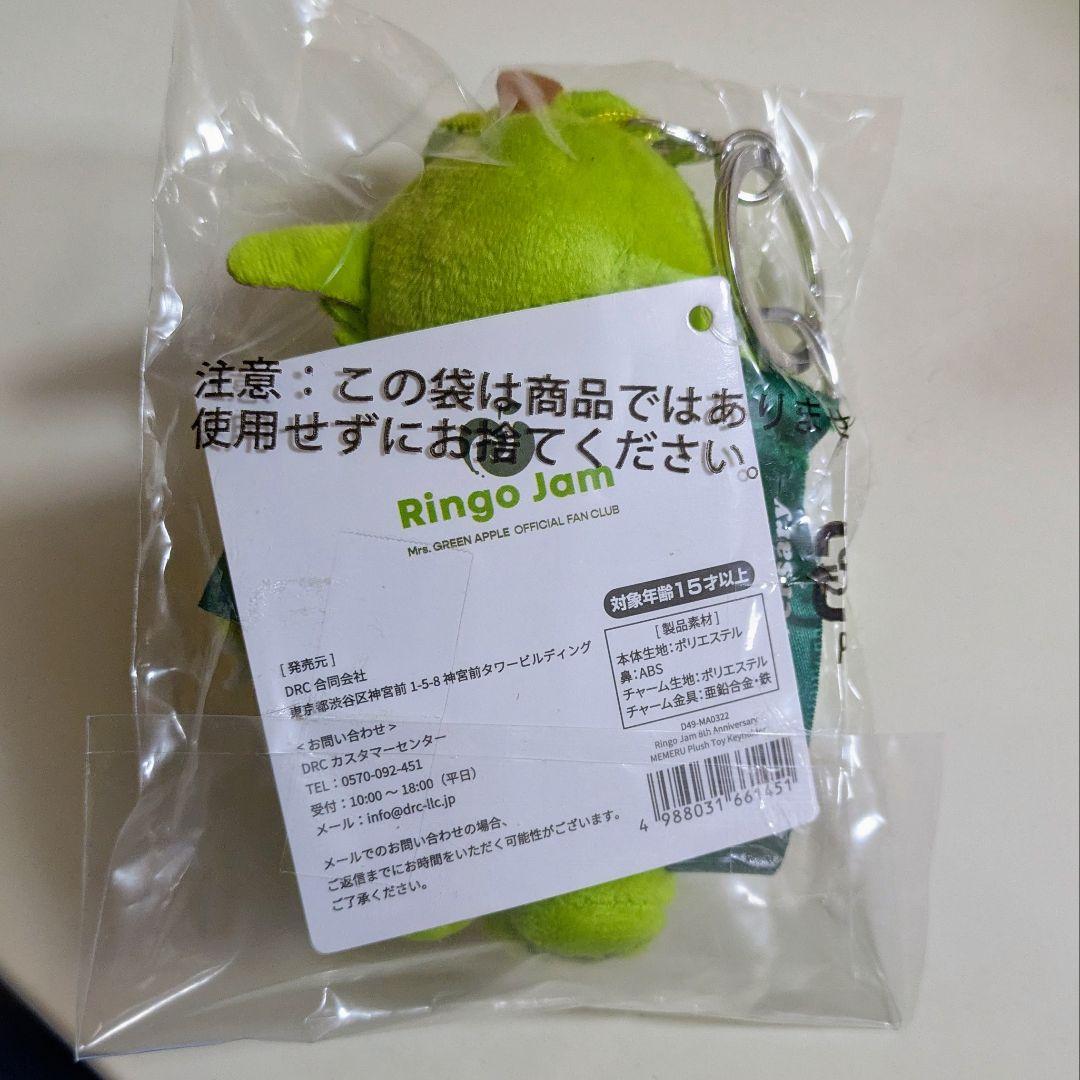 注意：この袋は商品ではありませ
使用せずにお捨てください。
Ringo Jam
Mrs. GREEN APPLE OFFICIAL FAN CLUB
対象年齢15才以上
[ 製品素材 ]
本体生地：ポリエステル
鼻：ABS
チャーム生地：ポリエステル
チャーム金具：亜鉛合金・鉄
D49-MA0322
Ringo Jam 8th Anniversary
MEMERU Plush Toy Keyholder
4 988031 661451
[ 発売元 ]
DRC 合同会社
東京都渋谷区神宮前 1-5-8 神宮前タワービルディング
< お問い合わせ >
DRC カスタマーセンター
TEL：0570-092-451
受付：10:00 ～ 18:00（平日）
メール：info@drc-llc.jp
メールでのお問い合わせの場合、
ご返信までにお時間をいただく可能性がございます。
ご了承ください。